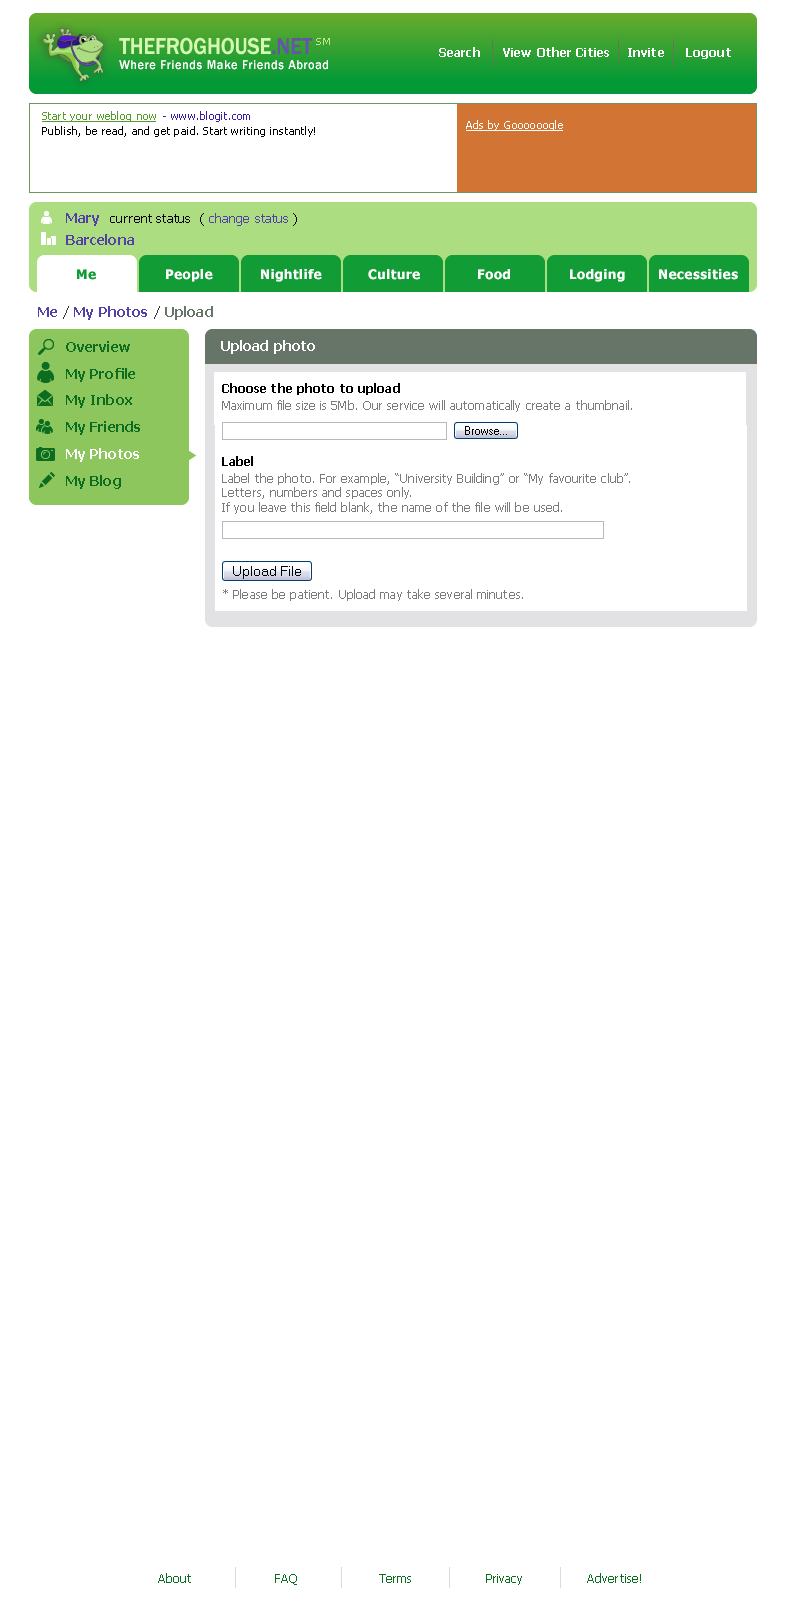 THEFROGHOUSE.NET SM
Where Friends Make Friends Abroad
Search View Other Cities Invite Logout
Start your weblog now - www.blogit.com
Publish, be read, and get paid. Start writing instantly!
Ads by Goooooogle
Mary current status ( change status )
Barcelona
Me People Nightlife Culture Food Lodging Necessities
Me / My Photos / Upload
Overview
My Profile
My Inbox
My Friends
My Photos
My Blog
Upload photo
Choose the photo to upload
Maximum file size is 5Mb. Our service will automatically create a thumbnail.
Browse...
Label
Label the photo. For example, “University Building” or “My favourite club”.
Letters, numbers and spaces only.
If you leave this field blank, the name of the file will be used.
Upload File
* Please be patient. Upload may take several minutes.
About FAQ Terms Privacy Advertise!